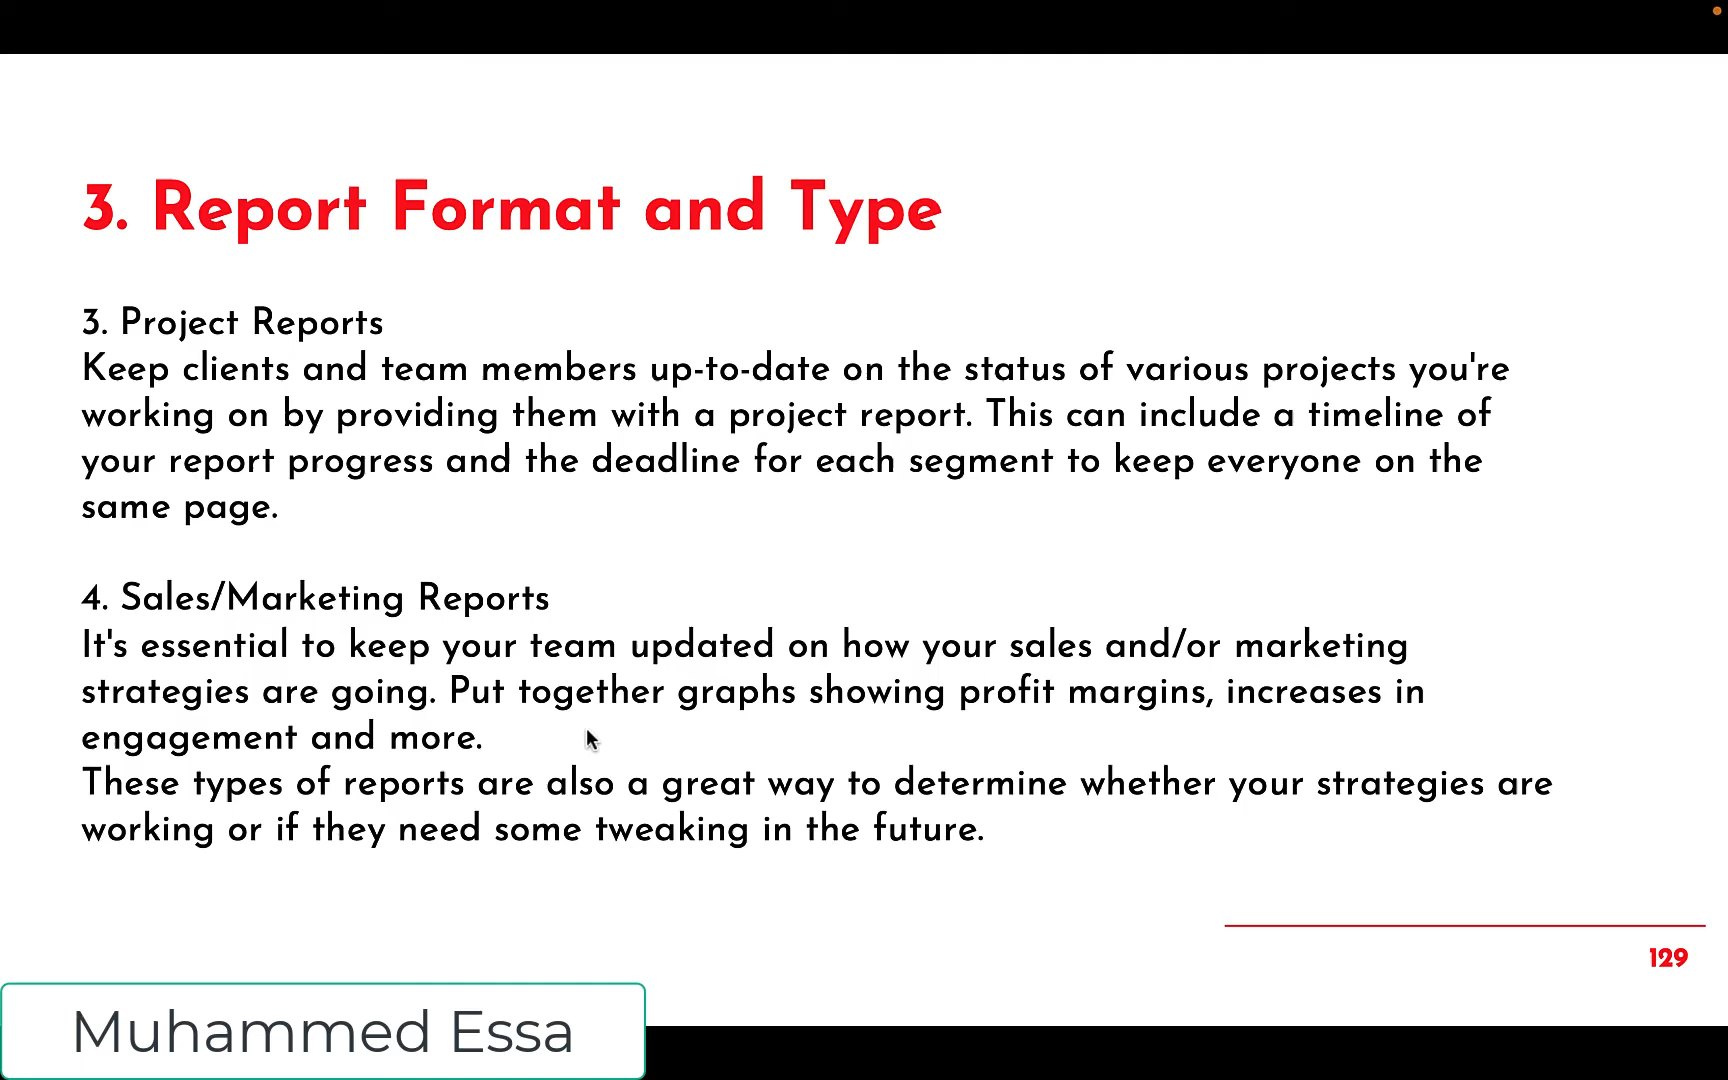 3. Report Format and Type
3. Project Reports
Keep clients and team members up-to-date on the status of various projects you're
working on by providing them with a project report. This can include a timeline of
your report progress and the deadline for each segment to keep everyone on the
same page.
4. Sales/Marketing Reports
It's essential to keep your team updated on how your sales and/or marketing
strategies are going. Put together graphs showing profit margins, increases in
engagement and more.
These types of reports are also a great way to determine whether your strategies are
working or if they need some tweaking in the future.
129
Muhammed Essa